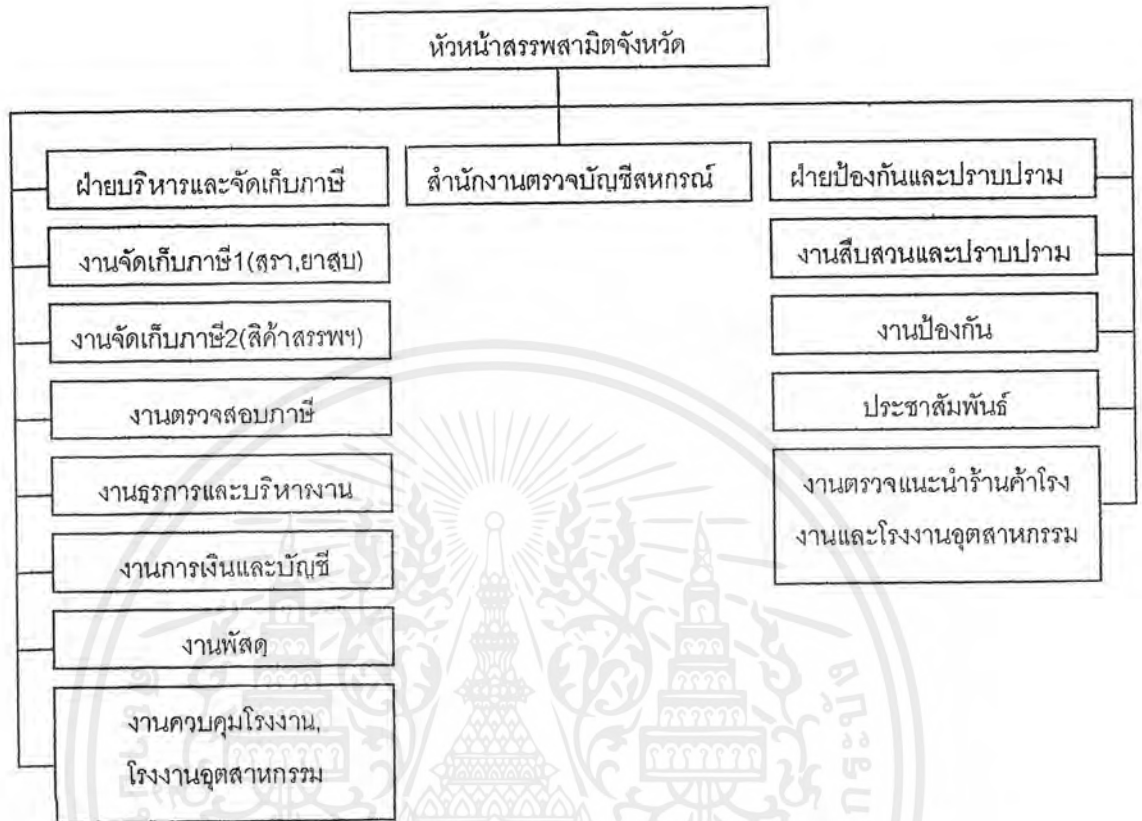 หัวหน้าสรรพสามิตจังหวัด
ฝ่ายบริหารและจัดเก็บภาษี
สำนักงานตรวจบัญชีสหกรณ์
ฝ่ายป้องกันและปราบปราม
งานจัดเก็บภาษี1(สุรา,ยาสูบ)
งานสืบสวนและปราบปราม
งานจัดเก็บภาษี2(สิค้าสรรพฯ)
งานป้องกัน
งานตรวจสอบภาษี
ประชาสัมพันธ์
งานธุรการและบริหารงาน
งานตรวจแนะนำร้านค้าโรง
งานและโรงงานอุตสาหกรรม
งานการเงินและบัญชี
งานพัสดุ
งานควบคุมโรงงาน,
โรงงานอุตสาหกรรม